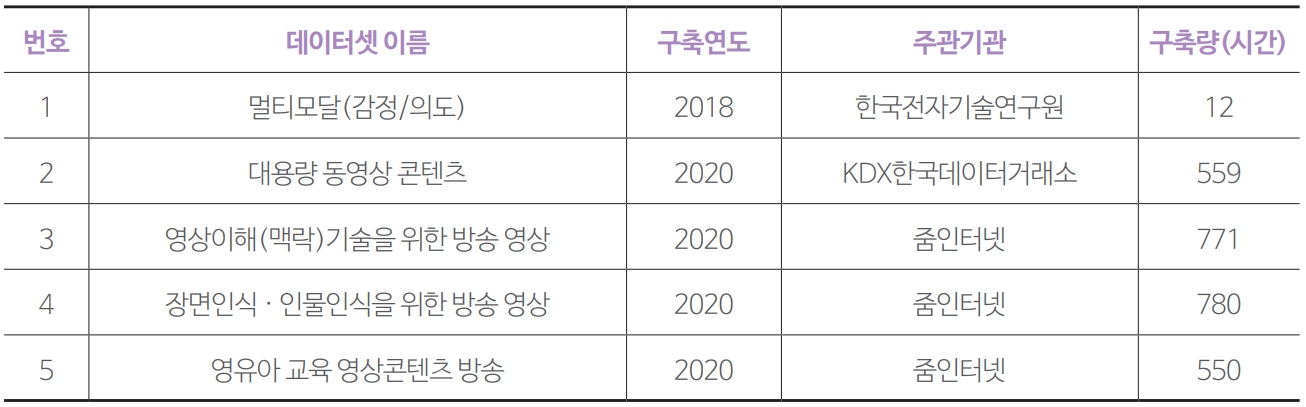 번호 데이터셋 이름 구축연도 주관기관 구축량(시간)
1 멀티모달(감정/의도) 2018 한국전자기술연구원 12
2 대용량 동영상 콘텐츠 2020 KDX한국데이터거래소 559
3 영상이해(맥락)기술을 위한 방송 영상 2020 줌인터넷 771
4 장면인식 · 인물인식을 위한 방송 영상 2020 줌인터넷 780
5 영유아 교육 영상콘텐츠 방송 2020 줌인터넷 550